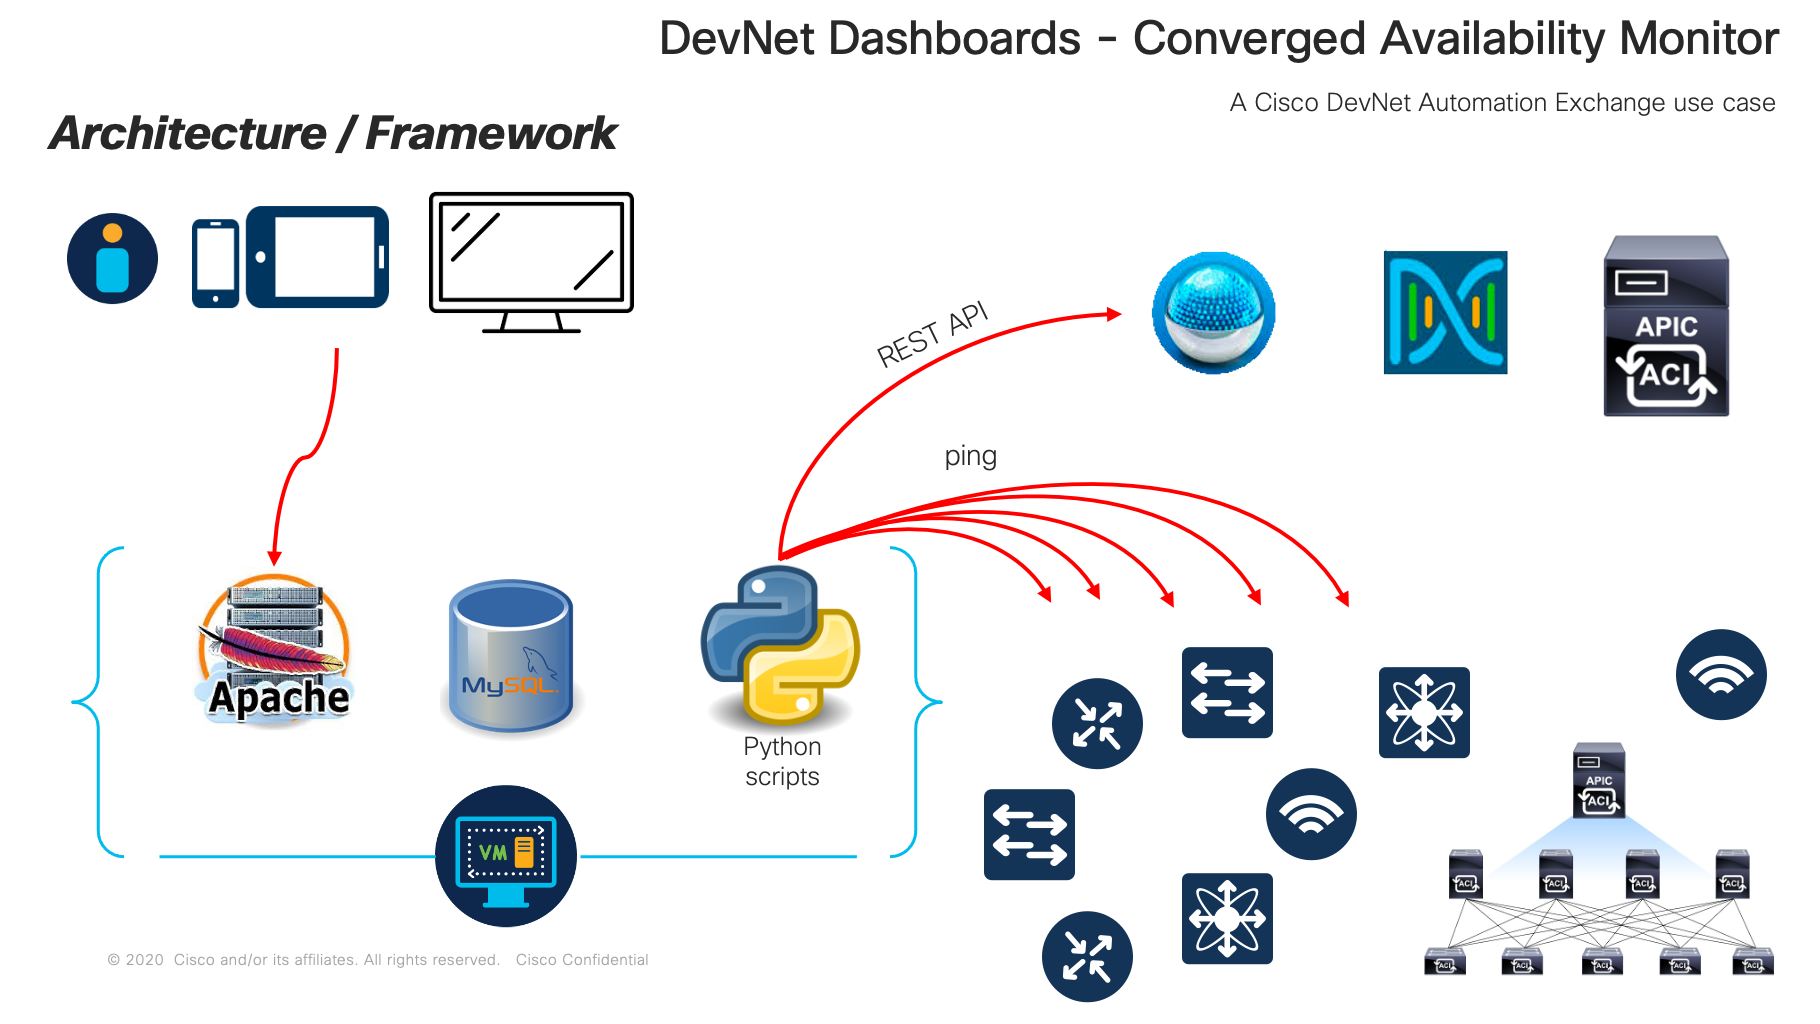 DevNet Dashboards - Converged Availability Monitor
A Cisco DevNet Automation Exchange use case
Architecture / Framework
REST API
APIC
ACI
ping
Apache
MySQL
Python
scripts
APIC
ACI
VM
ACI
ACI
ACI
ACI
ACI
ACI
ACI
ACI
ACI
© 2020 Cisco and/or its affiliates. All rights reserved. Cisco Confidential